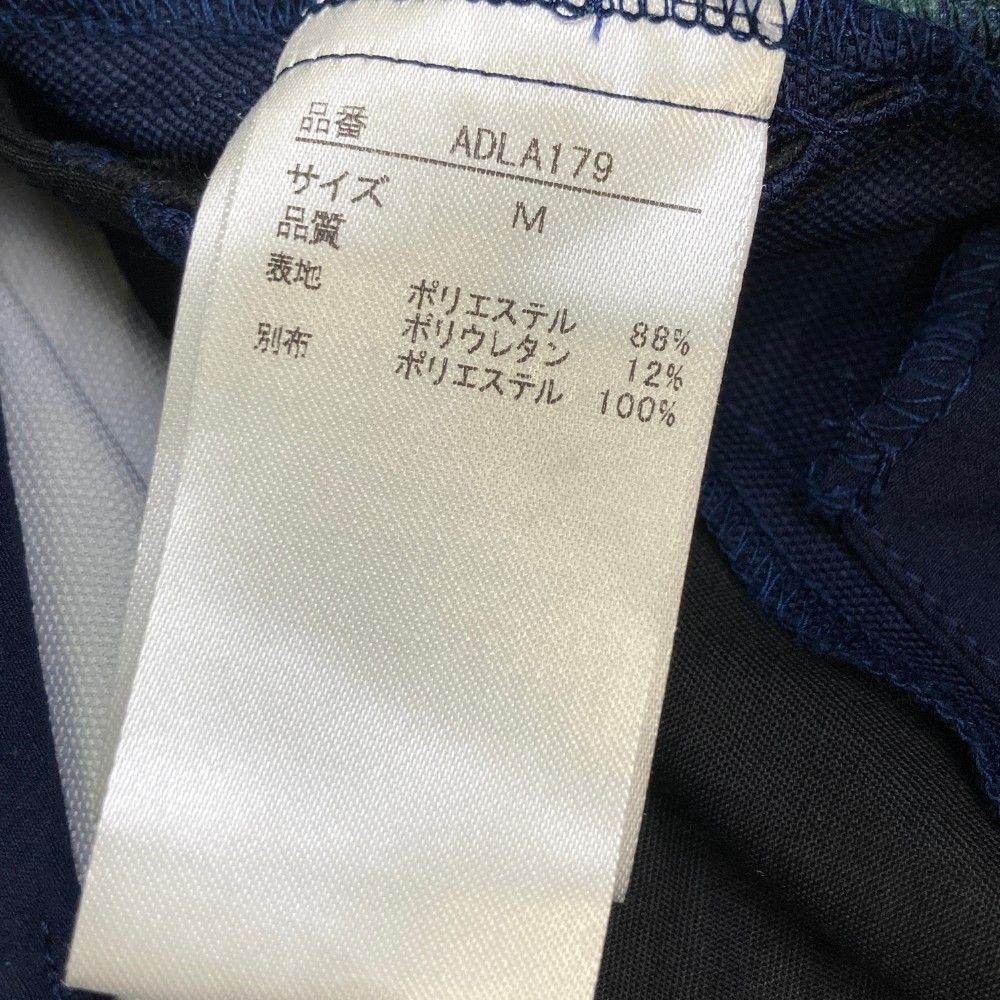 品番 ADLA179
サイズ M
品質
表地 ポリエステル 88%
ポリウレタン 12%
別布 ポリエステル 100%